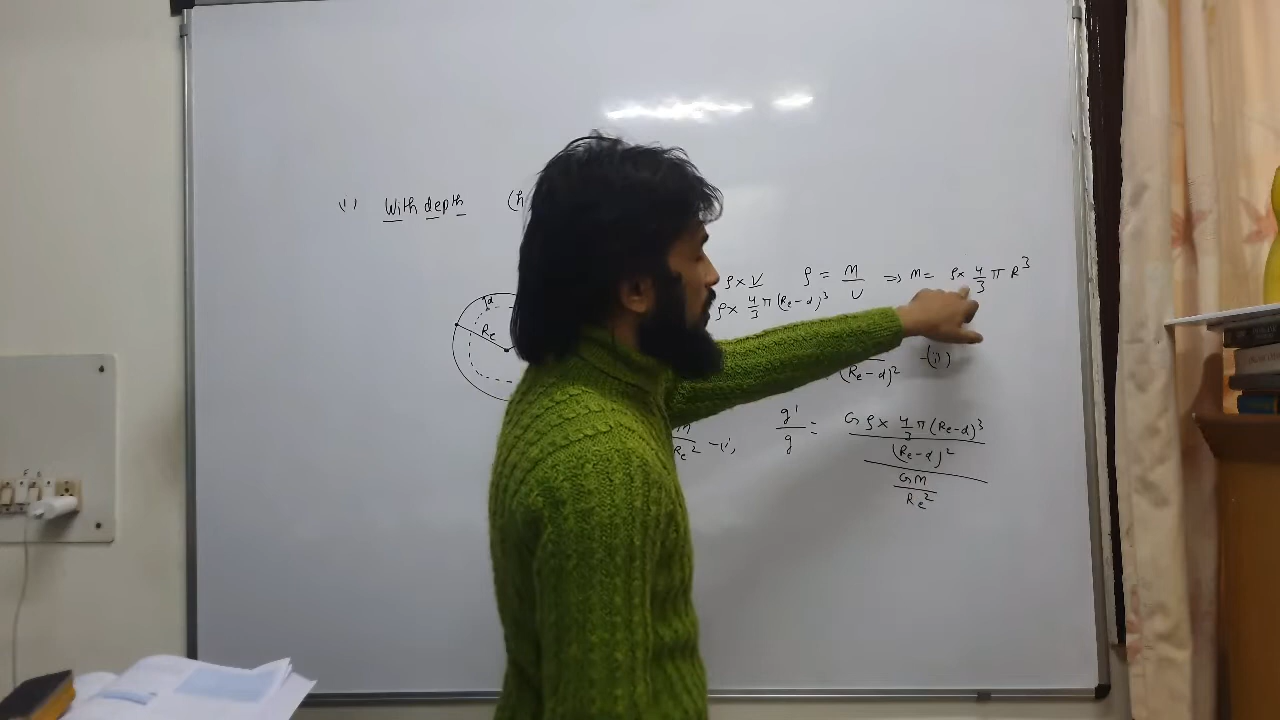 (i) With depth (h
d
Re
ρ × V ρ = M/V ⇒ M = ρ × 4/3 π R³
ρ × 4/3 π (Re-d)³
(Re-d)² -(i)
Re² -(i)
g'/g = G ρ × 4/3 π (Re-d)³
(Re-d)²
GM
Re²